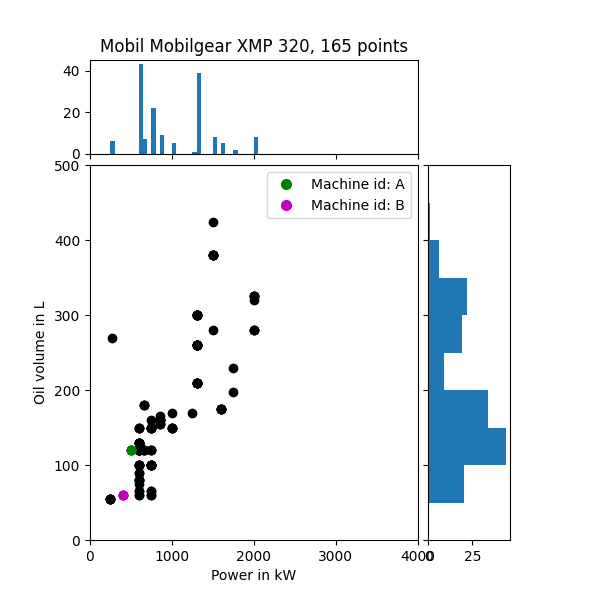 Mobil Mobilgear XMP 320, 165 points
40
20
0
500
400
300
200
100
0
Oil volume in L
Machine id: A
Machine id: B
0 1000 2000 3000 4000
0 25
Power in kW